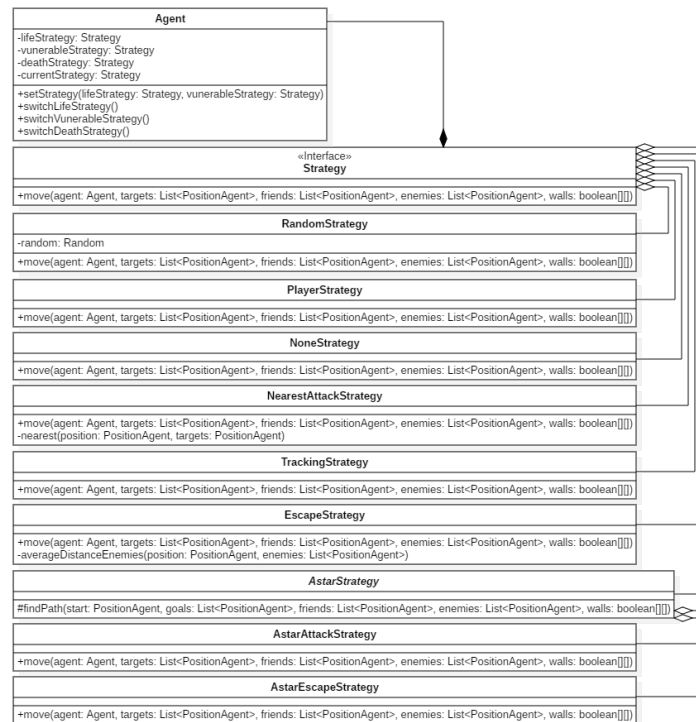 Agent
-lifeStrategy: Strategy
-vunerableStrategy: Strategy
-deathStrategy: Strategy
-currentStrategy: Strategy
+setStrategy(lifeStrategy: Strategy, vunerableStrategy: Strategy)
+switchLifeStrategy()
+switchVunerableStrategy()
+switchDeathStrategy()
«Interface»
Strategy
+move(agent: Agent, targets: List<PositionAgent>, friends: List<PositionAgent>, enemies: List<PositionAgent>, walls: boolean[][])
RandomStrategy
-random: Random
+move(agent: Agent, targets: List<PositionAgent>, friends: List<PositionAgent>, enemies: List<PositionAgent>, walls: boolean[][])
PlayerStrategy
+move(agent: Agent, targets: List<PositionAgent>, friends: List<PositionAgent>, enemies: List<PositionAgent>, walls: boolean[][])
NoneStrategy
+move(agent: Agent, targets: List<PositionAgent>, friends: List<PositionAgent>, enemies: List<PositionAgent>, walls: boolean[][])
NearestAttackStrategy
+move(agent: Agent, targets: List<PositionAgent>, friends: List<PositionAgent>, enemies: List<PositionAgent>, walls: boolean[][])
-nearest(position: PositionAgent, targets: PositionAgent)
TrackingStrategy
+move(agent: Agent, targets: List<PositionAgent>, friends: List<PositionAgent>, enemies: List<PositionAgent>, walls: boolean[][])
EscapeStrategy
+move(agent: Agent, targets: List<PositionAgent>, friends: List<PositionAgent>, enemies: List<PositionAgent>, walls: boolean[][])
-averageDistanceEnemies(position: PositionAgent, enemies: List<PositionAgent>)
AstarStrategy
#findPath(start: PositionAgent, goals: List<PositionAgent>, friends: List<PositionAgent>, enemies: List<PositionAgent>, walls: boolean[][])
AstarAttackStrategy
+move(agent: Agent, targets: List<PositionAgent>, friends: List<PositionAgent>, enemies: List<PositionAgent>, walls: boolean[][])
AstarEscapeStrategy
+move(agent: Agent, targets: List<PositionAgent>, friends: List<PositionAgent>, enemies: List<PositionAgent>, walls: boolean[][])